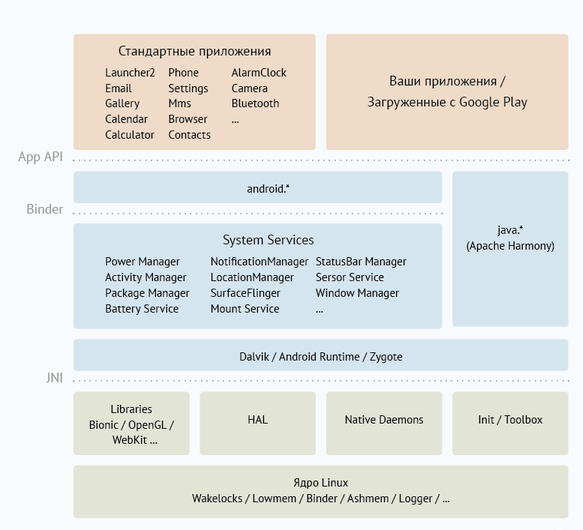 Стандартные приложения
Launcher2 Phone AlarmClock
Email Settings Camera
Gallery Mms Bluetooth
Calendar Browser ...
Calculator Contacts
Ваши приложения /
Загруженные с Google Play
App API
android.*
Binder
java.*
(Apache Harmony)
System Services
Power Manager NotificationManager StatusBar Manager
Activity Manager LocationManager Sersor Service
Package Manager SurfaceFlinger Window Manager
Battery Service Mount Service ...
Dalvik / Android Runtime / Zygote
JNI
Libraries
Bionic / OpenGL /
WebKit ...
HAL
Native Daemons
Init / Toolbox
Ядро Linux
Wakelocks / Lowmem / Binder / Ashmem / Logger / ...